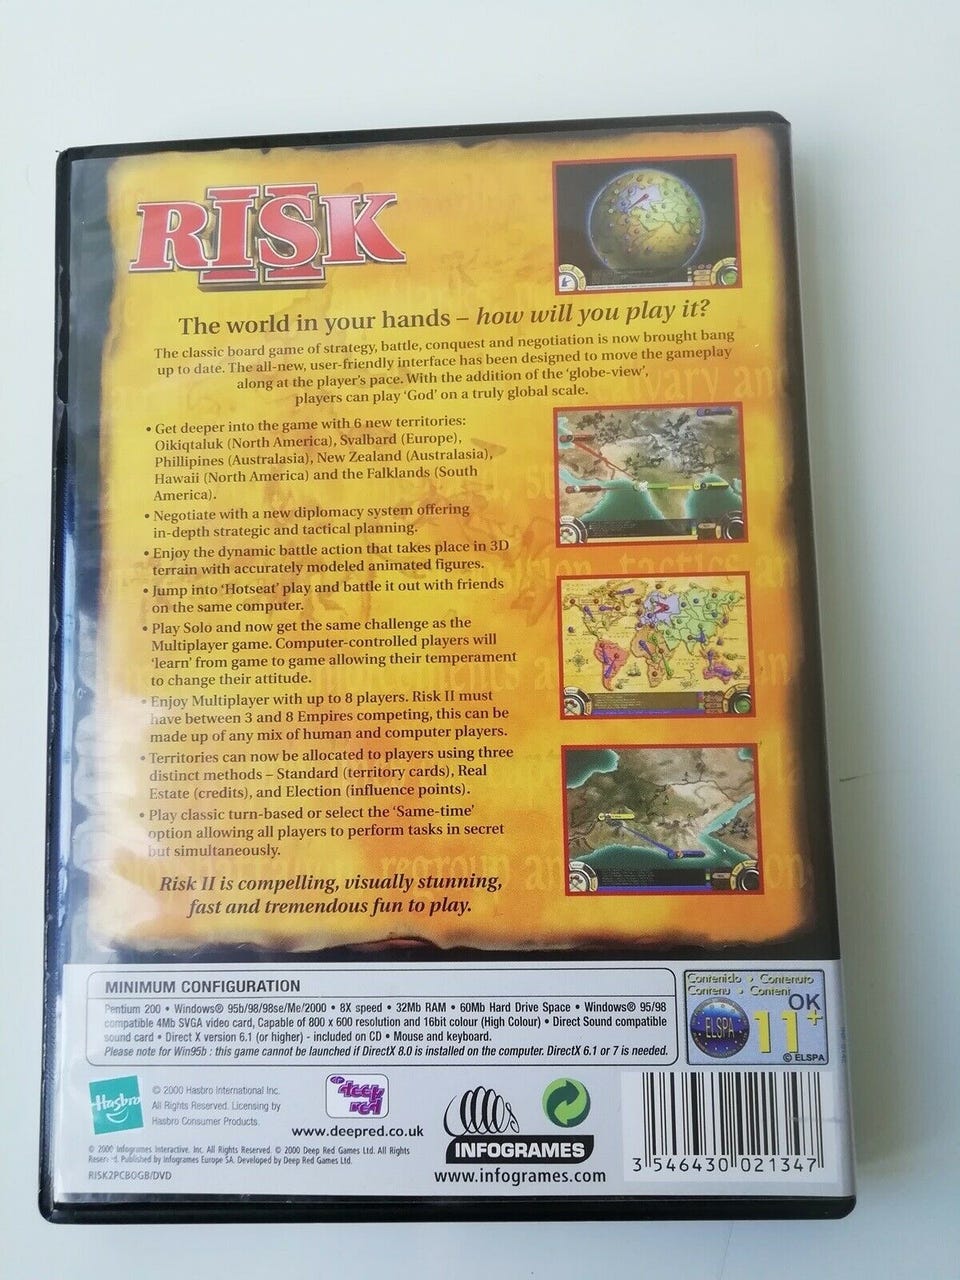 RISK II
The world in your hands – how will you play it?
The classic board game of strategy, battle, conquest and negotiation is now brought bang
up to date. The all-new, user-friendly interface has been designed to move the gameplay
along at the player's pace. With the addition of the 'globe-view',
players can play 'God' on a truly global scale.
• Get deeper into the game with 6 new territories:
Oikiqtaluk (North America), Svalbard (Europe),
Phillipines (Australasia), New Zealand (Australasia),
Hawaii (North America) and the Falklands (South
America).
• Negotiate with a new diplomacy system offering
in-depth strategic and tactical planning.
• Enjoy the dynamic battle action that takes place in 3D
terrain with accurately modeled animated figures.
• Jump into 'Hotseat' play and battle it out with friends
on the same computer.
• Play Solo and now get the same challenge as the
Multiplayer game. Computer-controlled players will
'learn' from game to game allowing their temperament
to change their attitude.
• Enjoy Multiplayer with up to 8 players. Risk II must
have between 3 and 8 Empires competing, this can be
made up of any mix of human and computer players.
• Territories can now be allocated to players using three
distinct methods – Standard (territory cards), Real
Estate (credits), and Election (influence points).
• Play classic turn-based or select the 'Same-time'
option allowing all players to perform tasks in secret
but simultaneously.
Risk II is compelling, visually stunning,
fast and tremendous fun to play.
MINIMUM CONFIGURATION
Pentium 200 • Windows® 95b/98/98se/Me/2000 • 8X speed • 32Mb RAM • 60Mb Hard Drive Space • Windows® 95/98
compatible 4Mb SVGA video card, Capable of 800 x 600 resolution and 16bit colour (High Colour) • Direct Sound compatible
sound card • Direct X version 6.1 (or higher) - included on CD • Mouse and keyboard.
Please note for Win95b : this game cannot be launched if DirectX 8.0 is installed on the computer. DirectX 6.1 or 7 is needed.
Contenido • Contenuto
Contenu • Content
OK
ELSPA
11+
© ELSPA
Hasbro
© 2000 Hasbro International Inc.
All Rights Reserved. Licensing by
Hasbro Consumer Products.
deep
red
www.deepred.co.uk
INFOGRAMES
www.infogrames.com
© 2000 Infogrames Interactive, Inc. All Rights Reserved. © 2000 Deep Red Games Ltd. All Rights
Published by Infogrames Europe SA. Developed by Deep Red Games Ltd.
RISK2PCBOGB/DVD
3 546430 021347